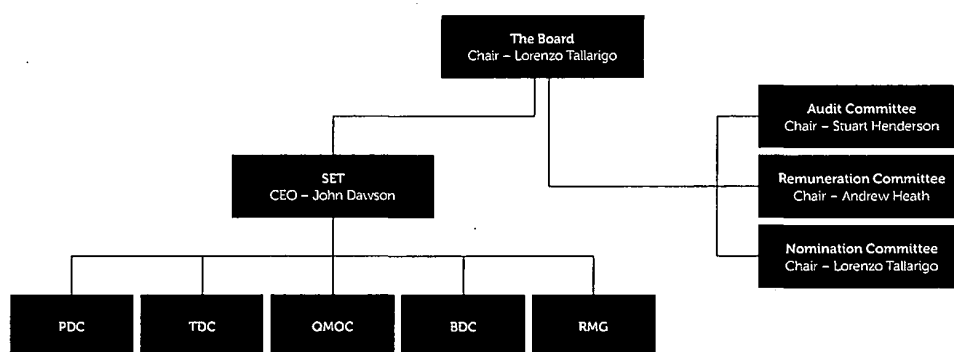 The Board
Chair – Lorenzo Tallarigo
Audit Committee
Chair – Stuart Henderson
SET
CEO – John Dawson
Remuneration Committee
Chair – Andrew Heath
Nomination Committee
Chair – Lorenzo Tallarigo
PDC
TDC
QMOC
BDC
RMG